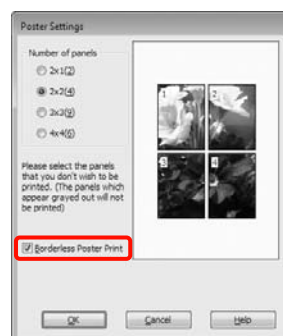 Poster Settings
Number of panels
2x1(2)
2x2(4)
3x3(9)
4x4(6)
1
2
3
4
Please select the panels
that you don't wish to be
printed. (The panels which
appear grayed out will not
be printed)
Borderless Poster Print
OK
Cancel
Help